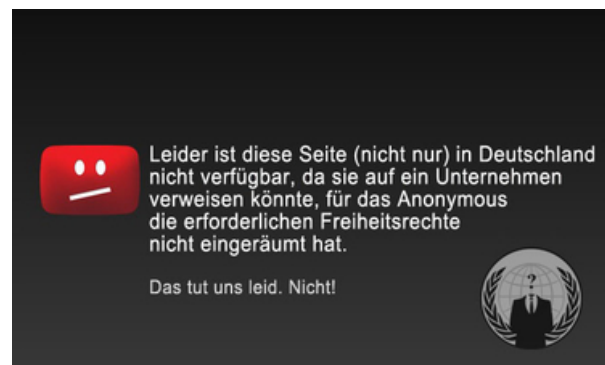 Leider ist diese Seite (nicht nur) in Deutschland
nicht verfügbar, da sie auf ein Unternehmen
verweisen könnte, für das Anonymous
die erforderlichen Freiheitsrechte
nicht eingeräumt hat.
Das tut uns leid. Nicht!
?